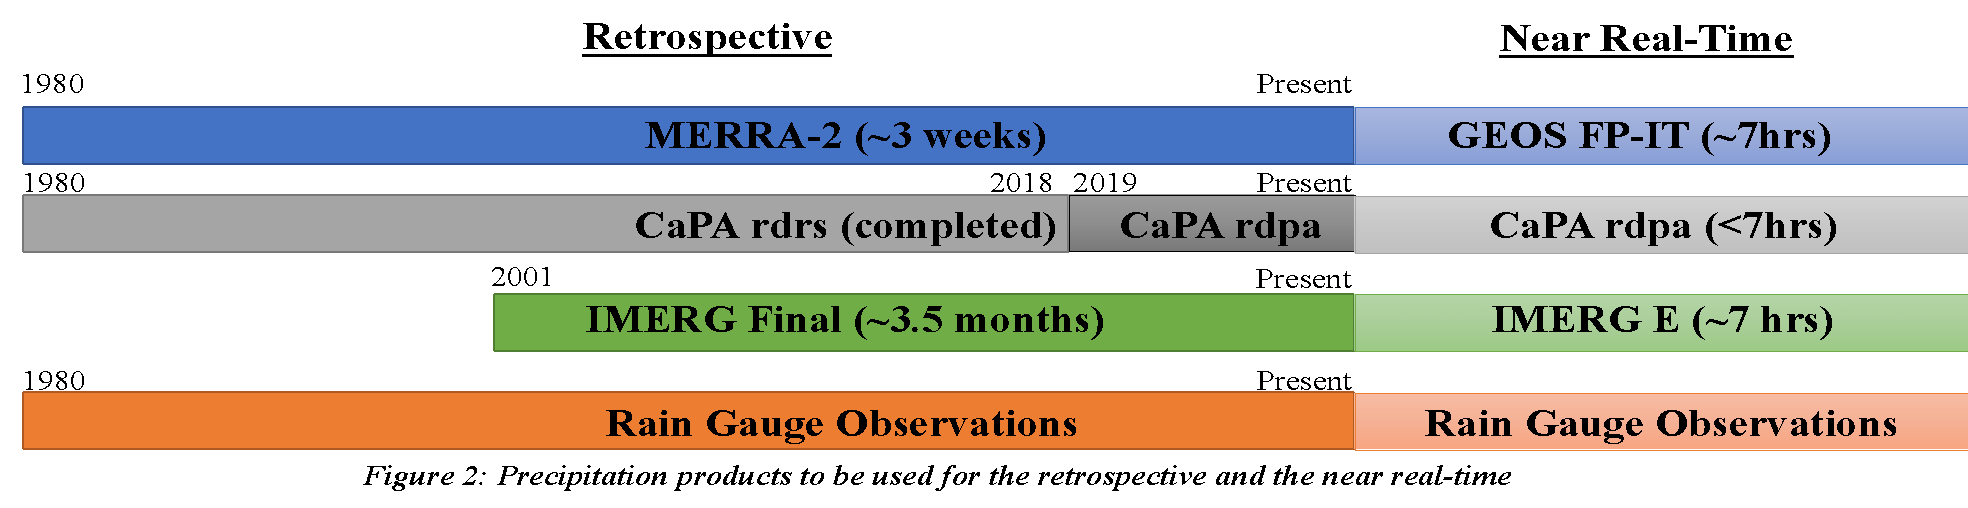 Retrospective Near Real-Time
1980 Present
MERRA-2 (~3 weeks) GEOS FP-IT (~7hrs)
1980 2018 2019 Present
CaPA rdrs (completed) CaPA rdpa CaPA rdpa (<7hrs)
2001 Present
IMERG Final (~3.5 months) IMERG E (~7 hrs)
1980 Present
Rain Gauge Observations Rain Gauge Observations
Figure 2: Precipitation products to be used for the retrospective and the near real-time